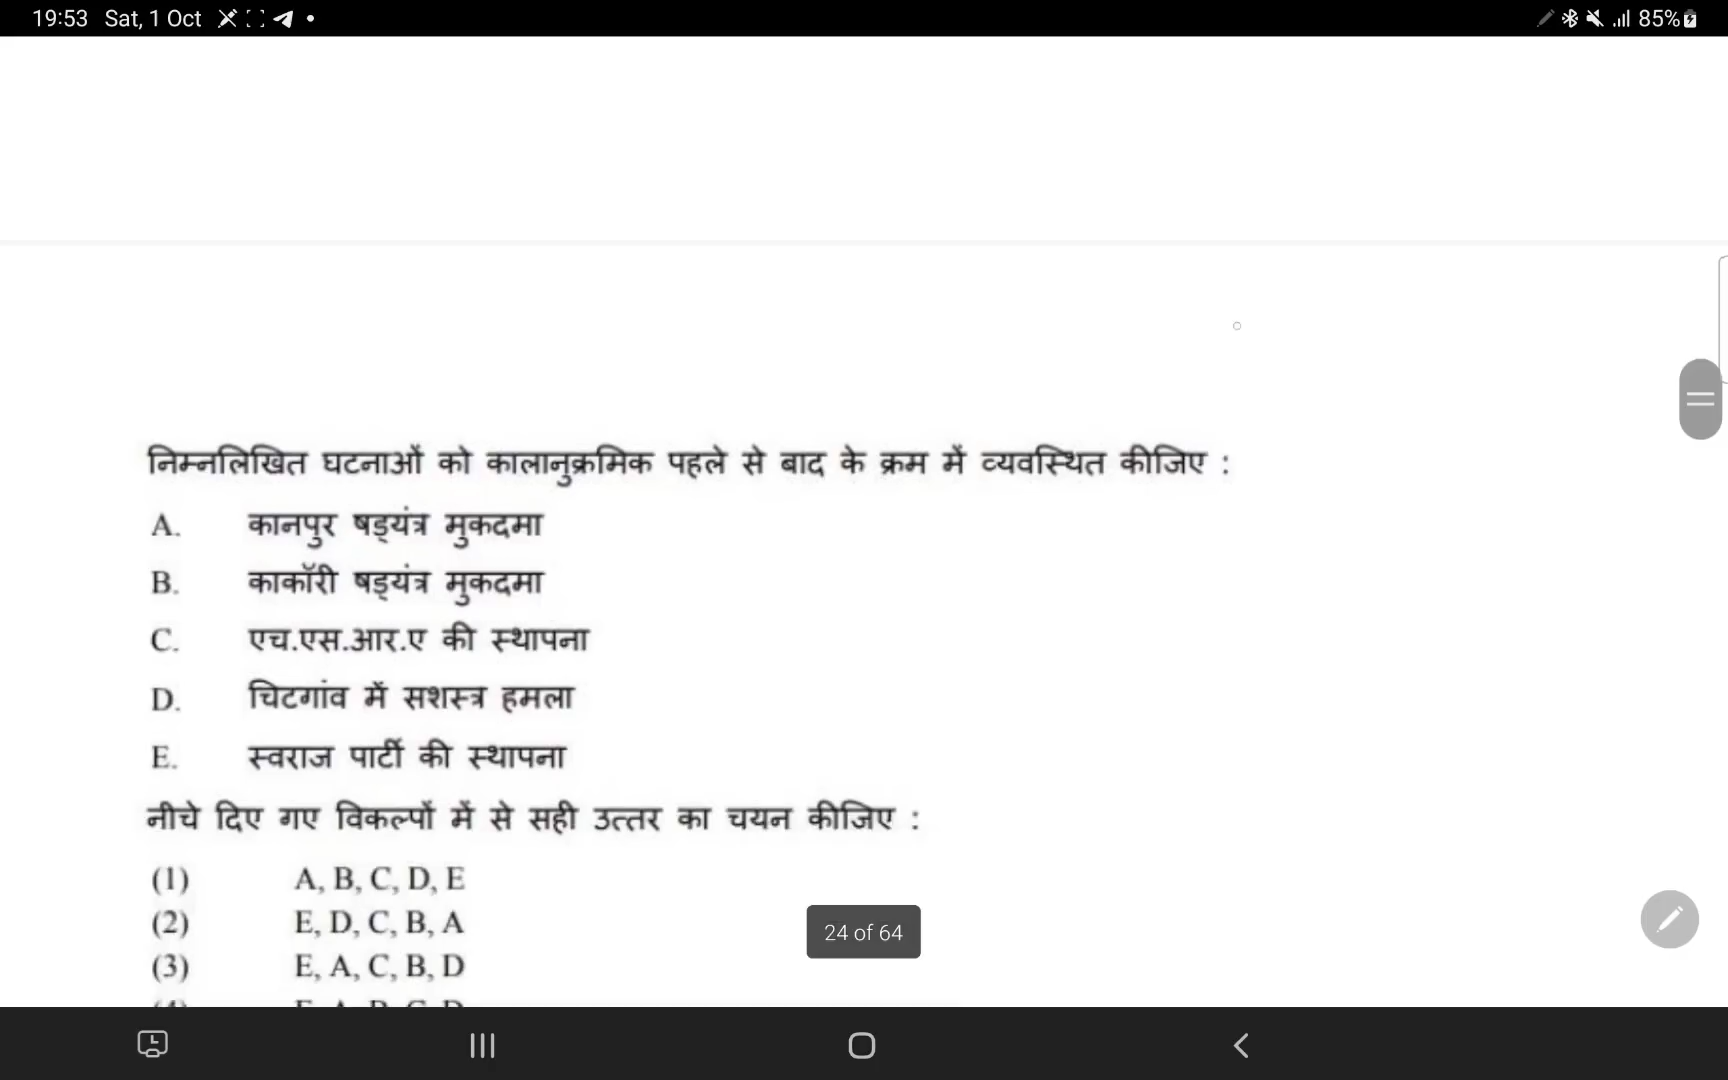 19:53 Sat, 1 Oct
85%
निम्नलिखित घटनाओं को कालानुक्रमिक पहले से बाद के क्रम में व्यवस्थित कीजिए :
A. कानपुर षड्यंत्र मुकदमा
B. काकॉरी षड्यंत्र मुकदमा
C. एच.एस.आर.ए की स्थापना
D. चिटगांव में सशस्त्र हमला
E. स्वराज पार्टी की स्थापना
नीचे दिए गए विकल्पों में से सही उत्तर का चयन कीजिए :
(1) A, B, C, D, E
(2) E, D, C, B, A
(3) E, A, C, B, D
24 of 64